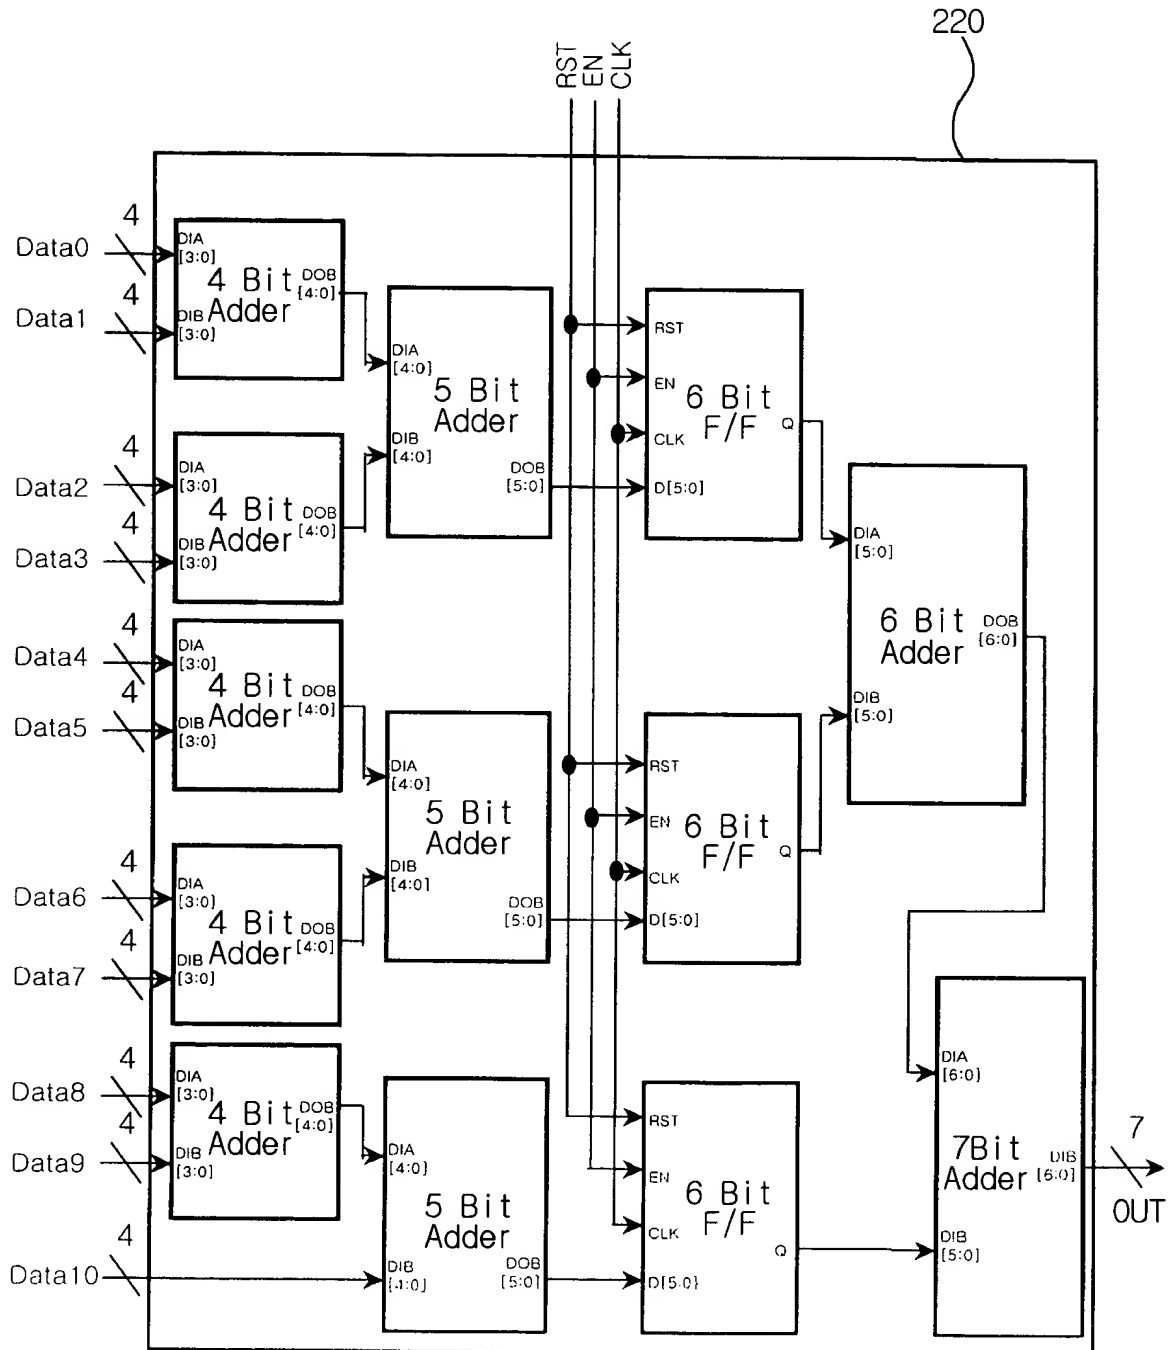 220
RST
EN
CLK
4
Data0
4
Data1
DIA
[3:0]
DIB
[3:0]
4 Bit
Adder
DOB
[4:0]
4
Data2
4
Data3
DIA
[3:0]
DIB
[3:0]
4 Bit
Adder
DOB
[4:0]
DIA
[4:0]
DIB
[4:0]
5 Bit
Adder
DOB
[5:0]
RST
EN
CLK
D[5:0]
6 Bit
F/F
Q
4
Data4
4
Data5
DIA
[3:0]
DIB
[3:0]
4 Bit
Adder
DOB
[4:0]
4
Data6
4
Data7
DIA
[3:0]
DIB
[3:0]
4 Bit
Adder
DOB
[4:0]
DIA
[4:0]
DIB
[4:0]
5 Bit
Adder
DOB
[5:0]
RST
EN
CLK
D[5:0]
6 Bit
F/F
Q
DIA
[5:0]
DIB
[5:0]
6 Bit
Adder
DOB
[6:0]
4
Data8
4
Data9
DIA
[3:0]
DIB
[3:0]
4 Bit
Adder
DOB
[4:0]
4
Data10
DIA
[4:0]
DIB
[4:0]
5 Bit
Adder
DOB
[5:0]
RST
EN
CLK
D[5:0]
6 Bit
F/F
Q
DIA
[6:0]
DIB
[5:0]
7Bit
Adder
DIB
[6:0]
7
OUT